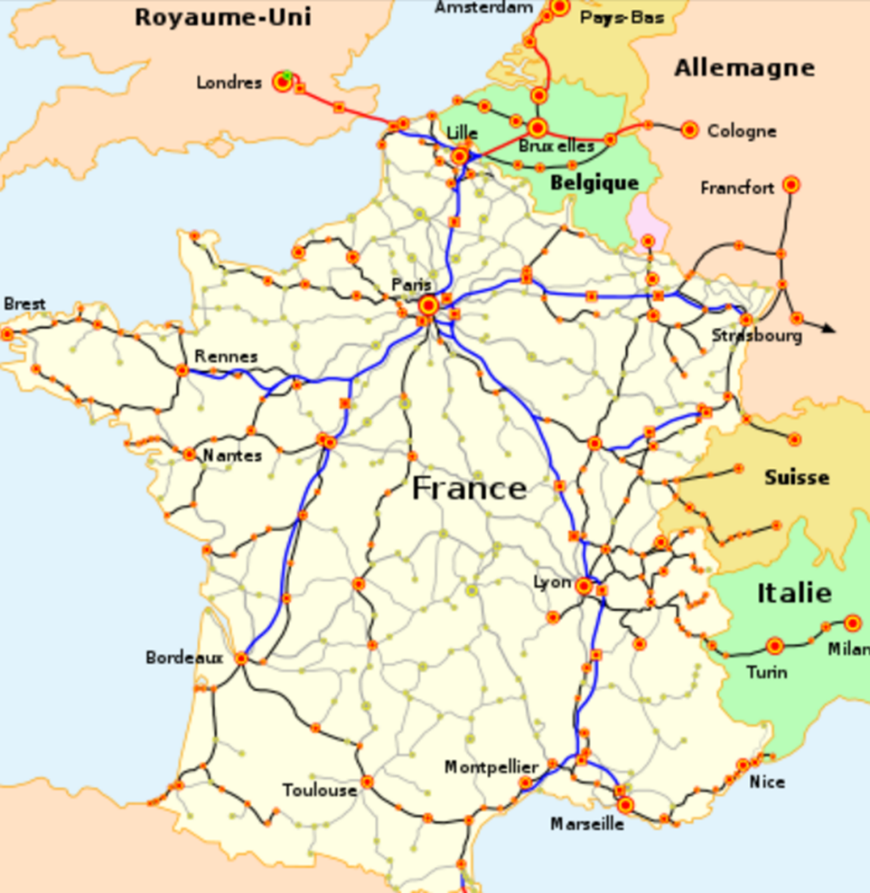 Amsterdam
Royaume-Uni
Pays-Bas
Allemagne
Londres
Lille
Bruxelles
Cologne
Belgique
Francfort
Paris
Brest
Strasbourg
Rennes
Nantes
France
Suisse
Lyon
Italie
Bordeaux
Turin
Milan
Montpellier
Toulouse
Nice
Marseille